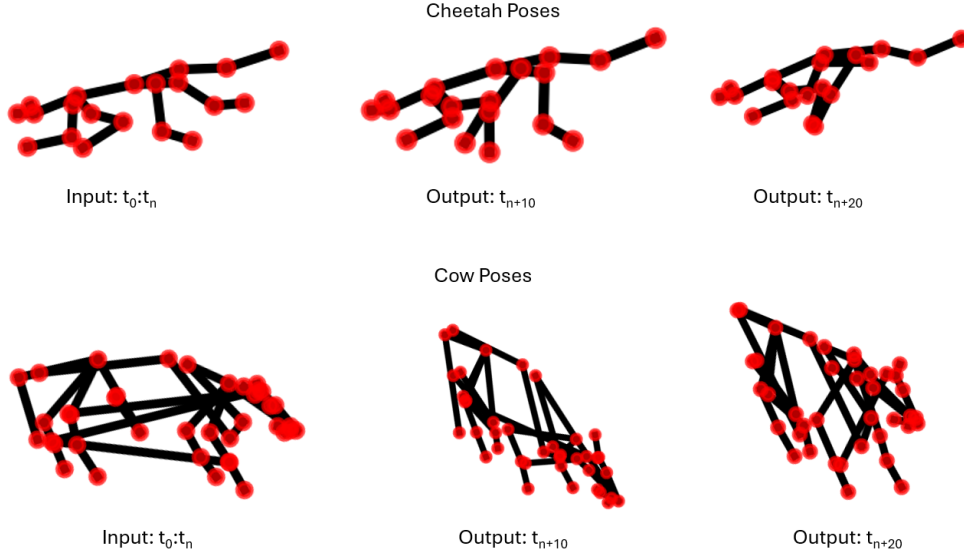 Cheetah Poses
Input: t₀:tₙ
Output: tₙ₊₁₀
Output: tₙ₊₂₀
Cow Poses
Input: t₀:tₙ
Output: tₙ₊₁₀
Output: tₙ₊₂₀